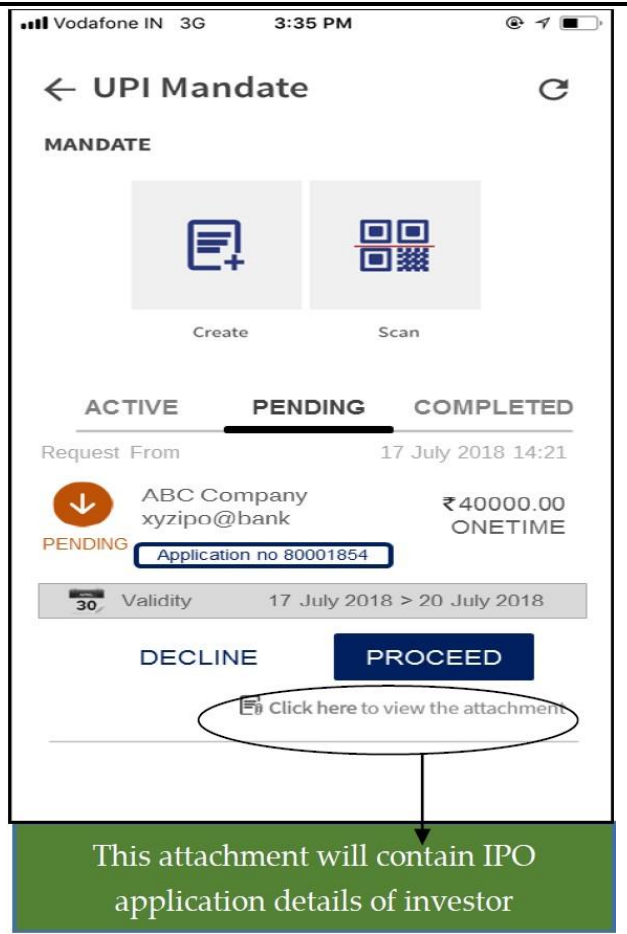 Vodafone IN 3G 3:35 PM
← UPI Mandate
MANDATE
Create Scan
ACTIVE PENDING COMPLETED
Request From 17 July 2018 14:21
ABC Company ₹40000.00
xyzipo@bank ONETIME
PENDING
Application no 80001854
30 Validity 17 July 2018 > 20 July 2018
DECLINE PROCEED
Click here to view the attachment
This attachment will contain IPO
application details of investor